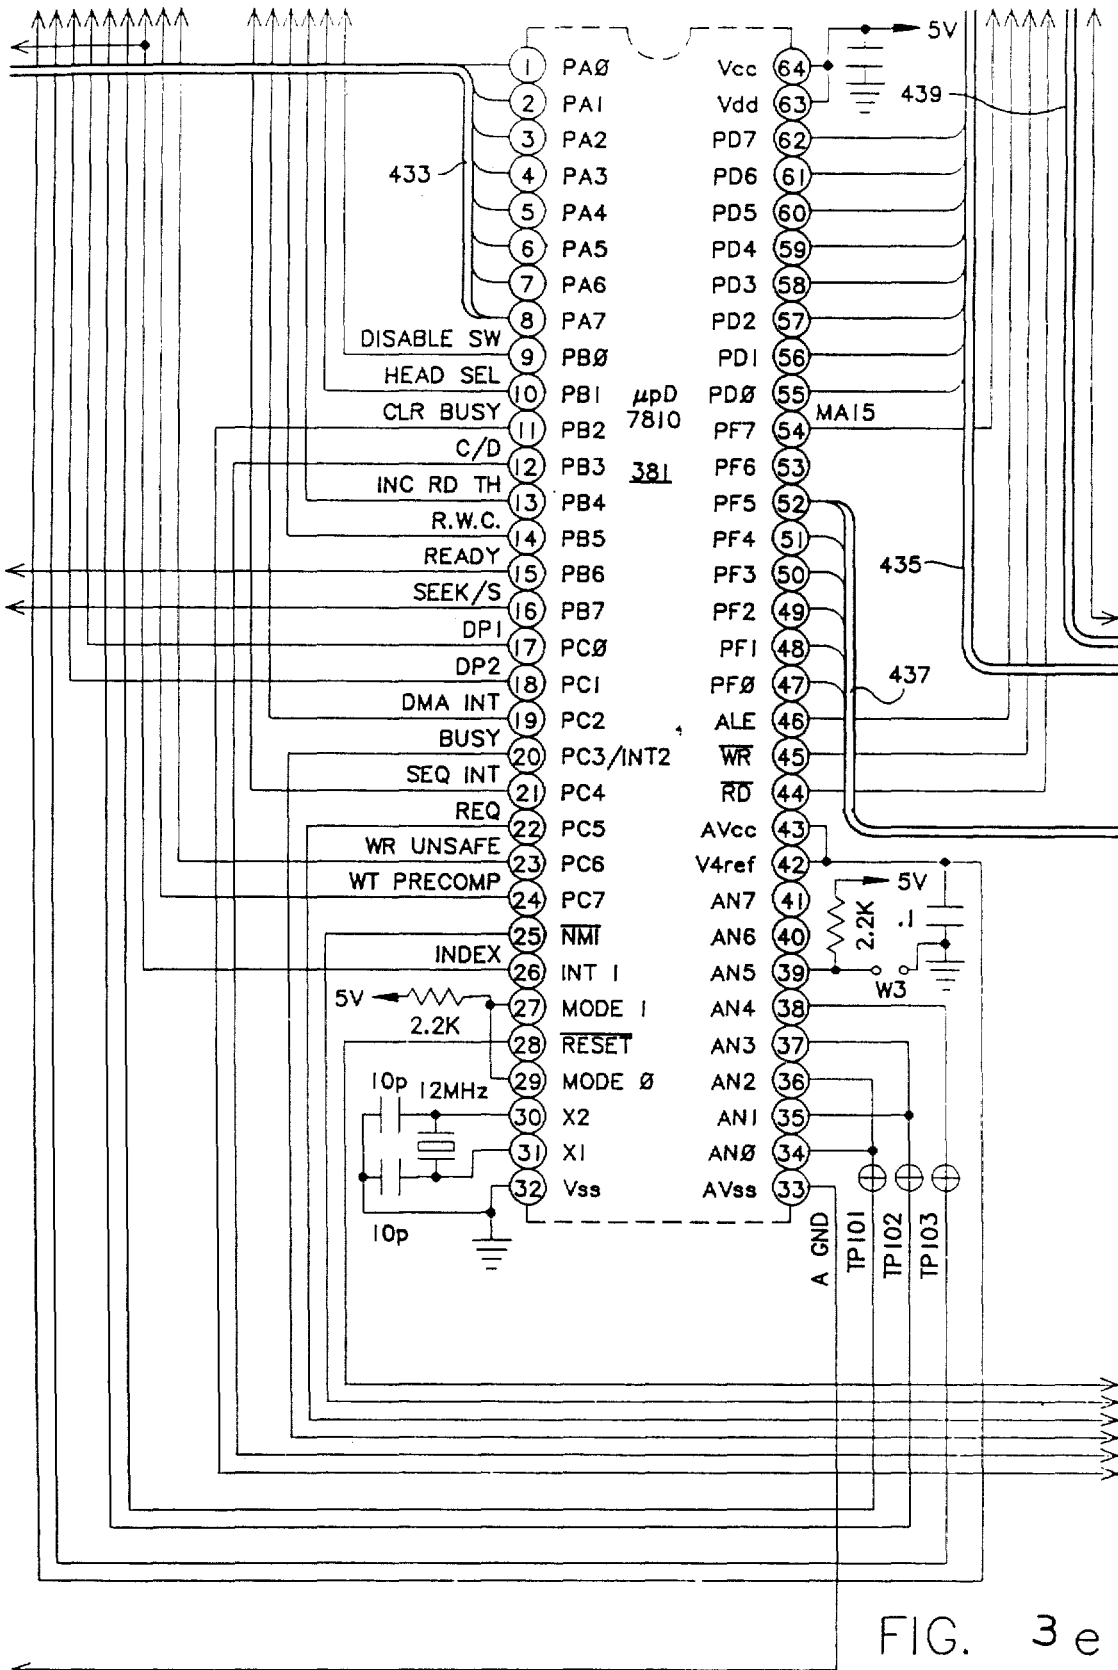 5V
1 PAØ Vcc 64
439
2 PA1 Vdd 63
3 PA2 PD7 62
433
4 PA3 PD6 61
5 PA4 PD5 60
6 PA5 PD4 59
7 PA6 PD3 58
8 PA7 PD2 57
DISABLE SW 9 PBØ PD1 56
HEAD SEL 10 PB1 µpD PDØ 55
CLR BUSY 11 PB2 7810 PF7 54 MA15
C/D 12 PB3 381 PF6 53
INC RD TH 13 PB4 PF5 52
R.W.C. 14 PB5 PF4 51
READY 15 PB6 PF3 50 435
SEEK/S 16 PB7 PF2 49
DP1 17 PCØ PF1 48
DP2 18 PC1 PFØ 47 437
DMA INT 19 PC2 ALE 46
BUSY 20 PC3/INT2 W̅R̅ 45
SEQ INT 21 PC4 R̅D̅ 44
REQ 22 PC5 AVcc 43
WR UNSAFE 23 PC6 V4ref 42
WT PRECOMP 24 PC7 AN7 41 5V
25 N̅M̅I̅ AN6 40 2.2K .1
INDEX 26 INT 1 AN5 39 W3
5V 2.2K 27 MODE 1 AN4 38
28 R̅E̅S̅E̅T̅ AN3 37
10p 12MHz 29 MODE Ø AN2 36
30 X2 AN1 35
31 X1 ANØ 34
32 Vss AVss 33
10p
A GND
TP101
TP102
TP103
FIG. 3e